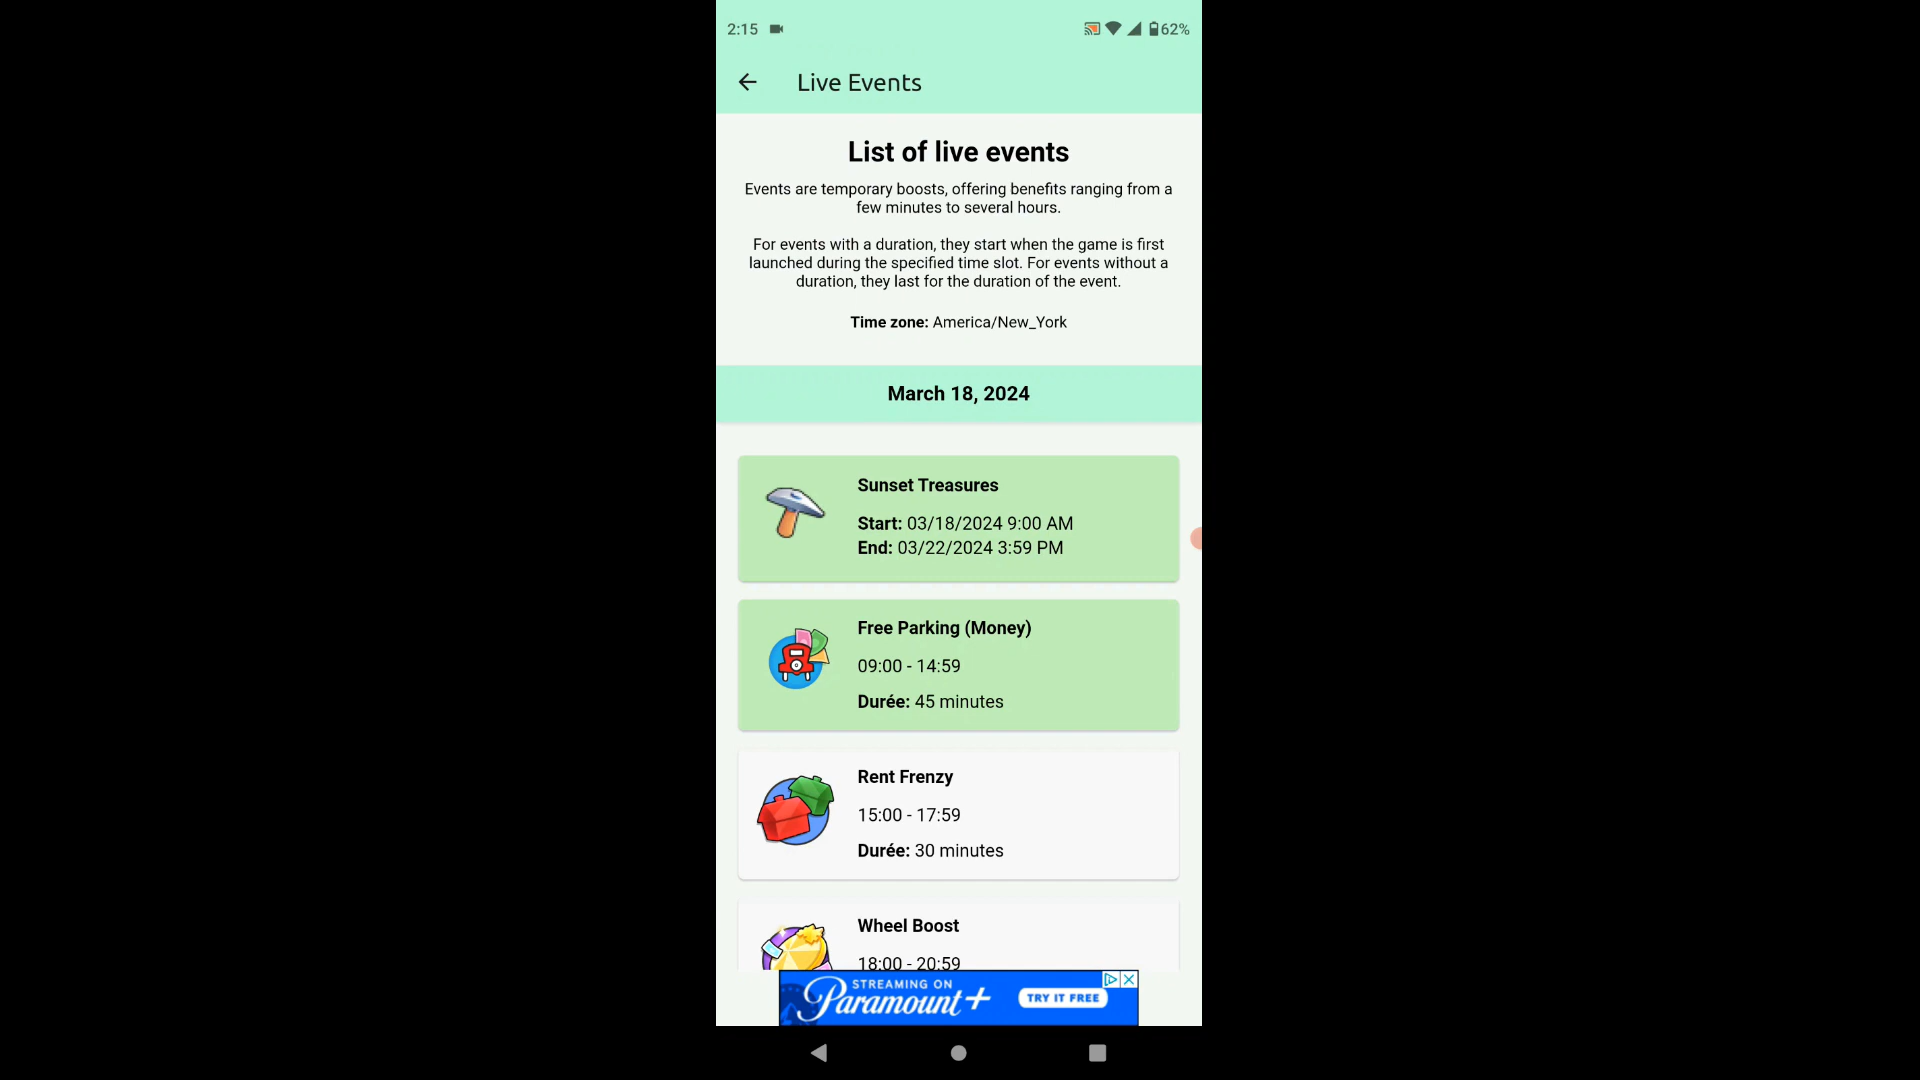 2:15
62%
Live Events
List of live events
Events are temporary boosts, offering benefits ranging from a
few minutes to several hours.
For events with a duration, they start when the game is first
launched during the specified time slot. For events without a
duration, they last for the duration of the event.
Time zone: America/New_York
March 18, 2024
Sunset Treasures
Start: 03/18/2024 9:00 AM
End: 03/22/2024 3:59 PM
Free Parking (Money)
09:00 - 14:59
Durée: 45 minutes
Rent Frenzy
15:00 - 17:59
Durée: 30 minutes
Wheel Boost
18:00 - 20:59
STREAMING ON
Paramount+
TRY IT FREE